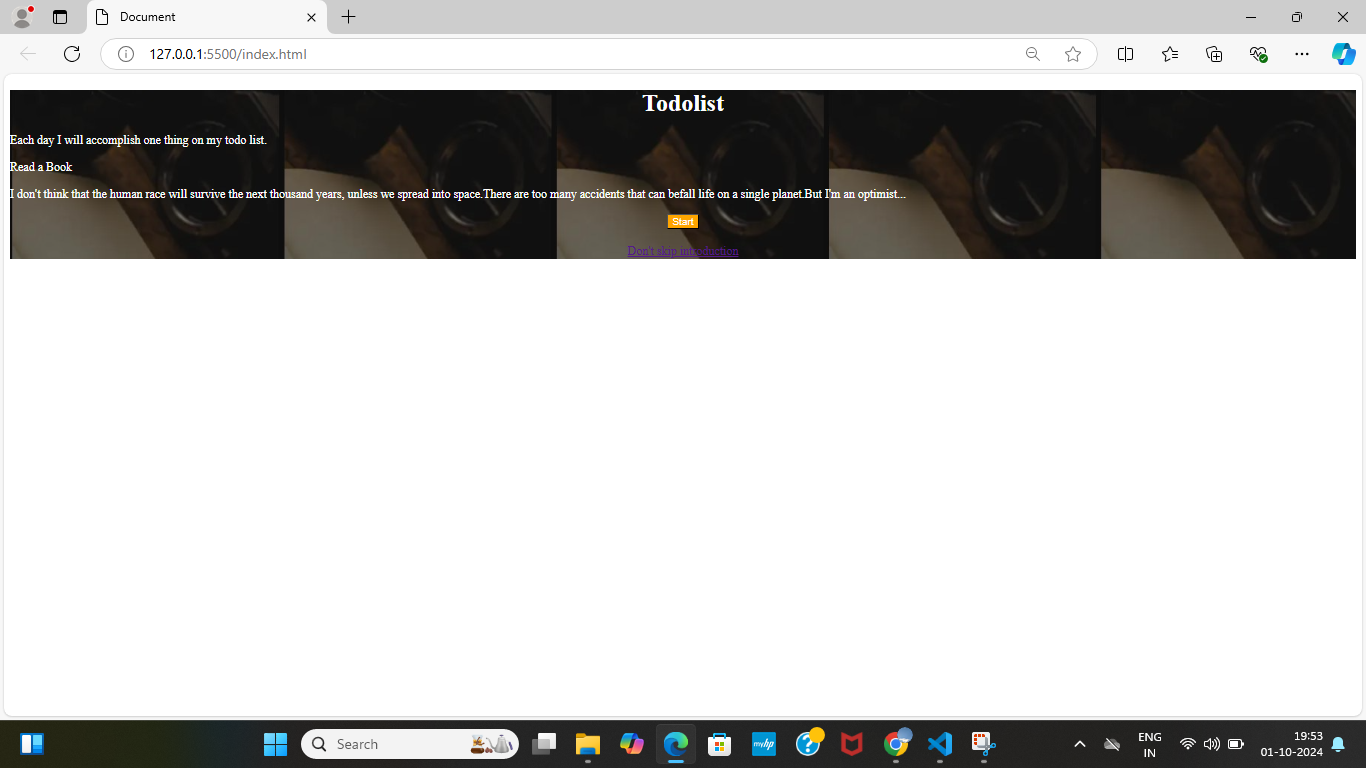 Document
127.0.0.1:5500/index.html
Todolist
Each day I will accomplish one thing on my todo list.
Read a Book
I don't think that the human race will survive the next thousand years, unless we spread into space.There are too many accidents that can befall life on a single planet.But I'm an optimist...
Start
Don't skip introduction
Search
myhp
ENG
IN
19:53
01-10-2024